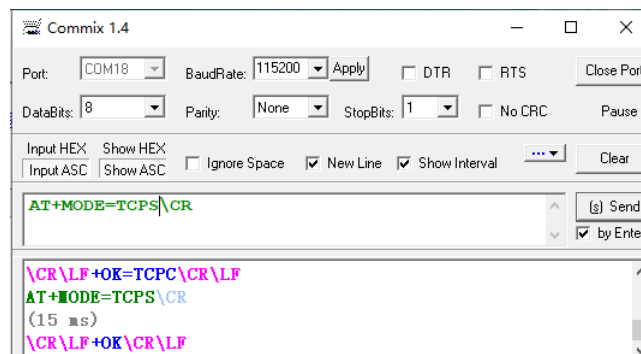 Commix 1.4
Port: COM18 BaudRate: 115200 Apply DTR RTS Close Por
DataBits: 8 Parity: None StopBits: 1 No CRC Pause
Input HEX Show HEX
Input ASC Show ASC Ignore Space New Line Show Interval ... Clear
AT+MODE=TCPS\CR [s] Send
by Ente
\CR\LF+OK=TCPC\CR\LF
AT+MODE=TCPS\CR
(15 ms)
\CR\LF+OK\CR\LF